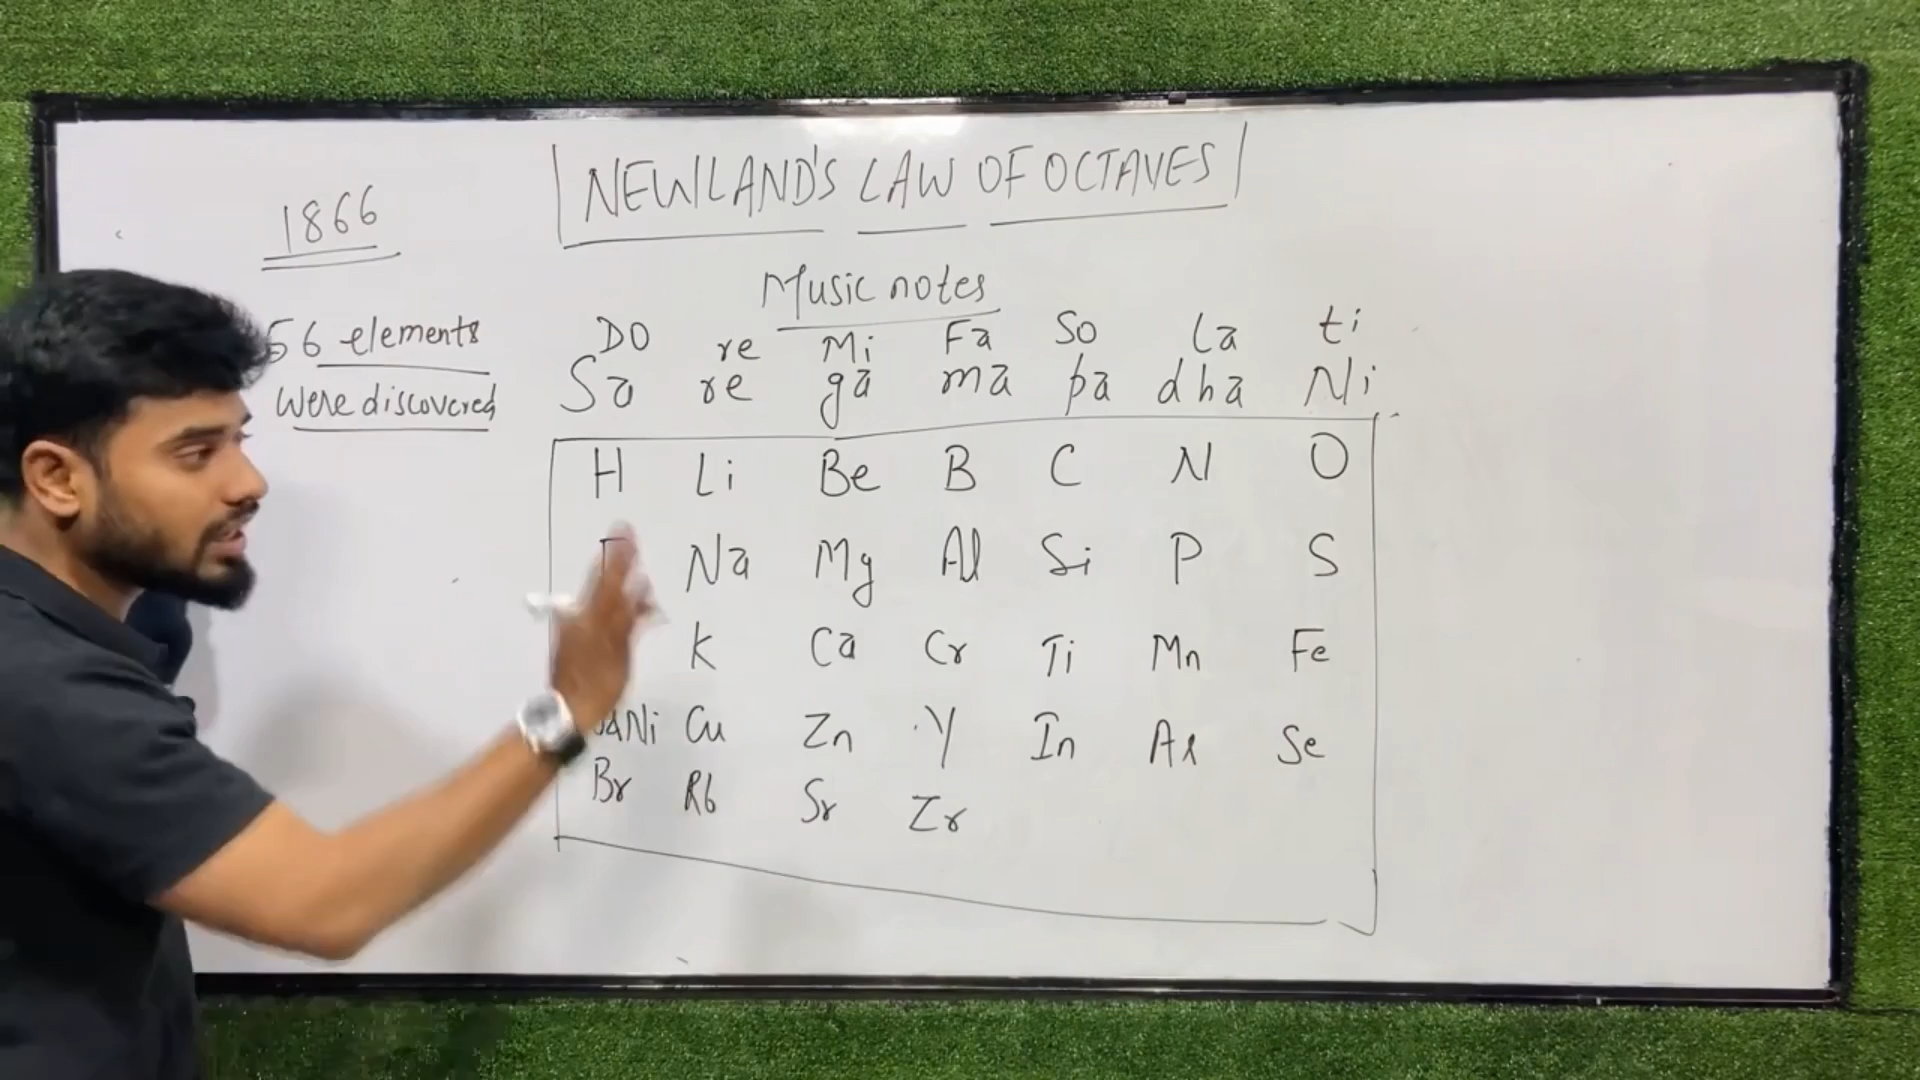 NEWLAND'S LAW OF OCTAVES
1866
Music notes
56 elements
were discovered
DO re Mi Fa So La ti
Sa re ga ma pa dha Ni
H Li Be B C N O
Na Mg Al Si P S
K Ca Cr Ti Mn Fe
Ni Cu Zn Y In As Se
Br Rb Sr Zr